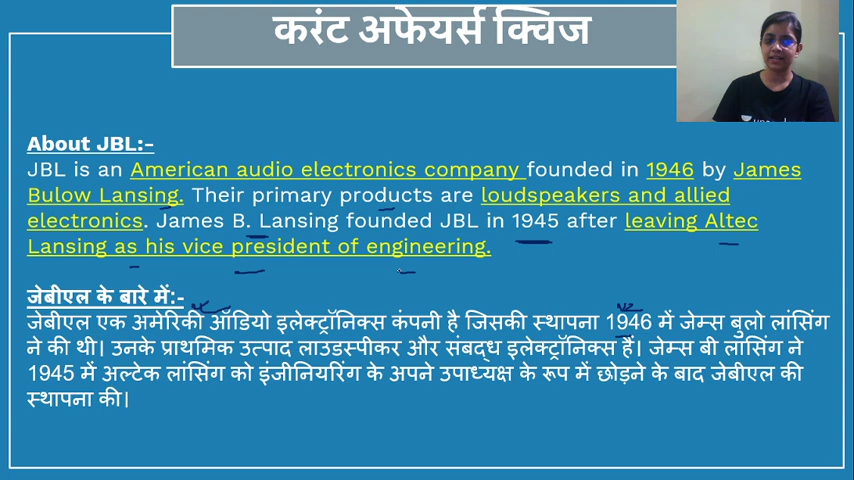 करंट अफेयर्स क्विज
About JBL:-
JBL is an American audio electronics company founded in 1946 by James
Bulow Lansing. Their primary products are loudspeakers and allied
electronics. James B. Lansing founded JBL in 1945 after leaving Altec
Lansing as his vice president of engineering.
जेबीएल के बारे में:-
जेबीएल एक अमेरिकी ऑडियो इलेक्ट्रॉनिक्स कंपनी है जिसकी स्थापना 1946 में जेम्स बुलो लांसिंग
ने की थी। उनके प्राथमिक उत्पाद लाउडस्पीकर और संबद्ध इलेक्ट्रॉनिक्स हैं। जेम्स बी लांसिंग ने
1945 में अल्टेक लांसिंग को इंजीनियरिंग के अपने उपाध्यक्ष के रूप में छोड़ने के बाद जेबीएल की
स्थापना की।